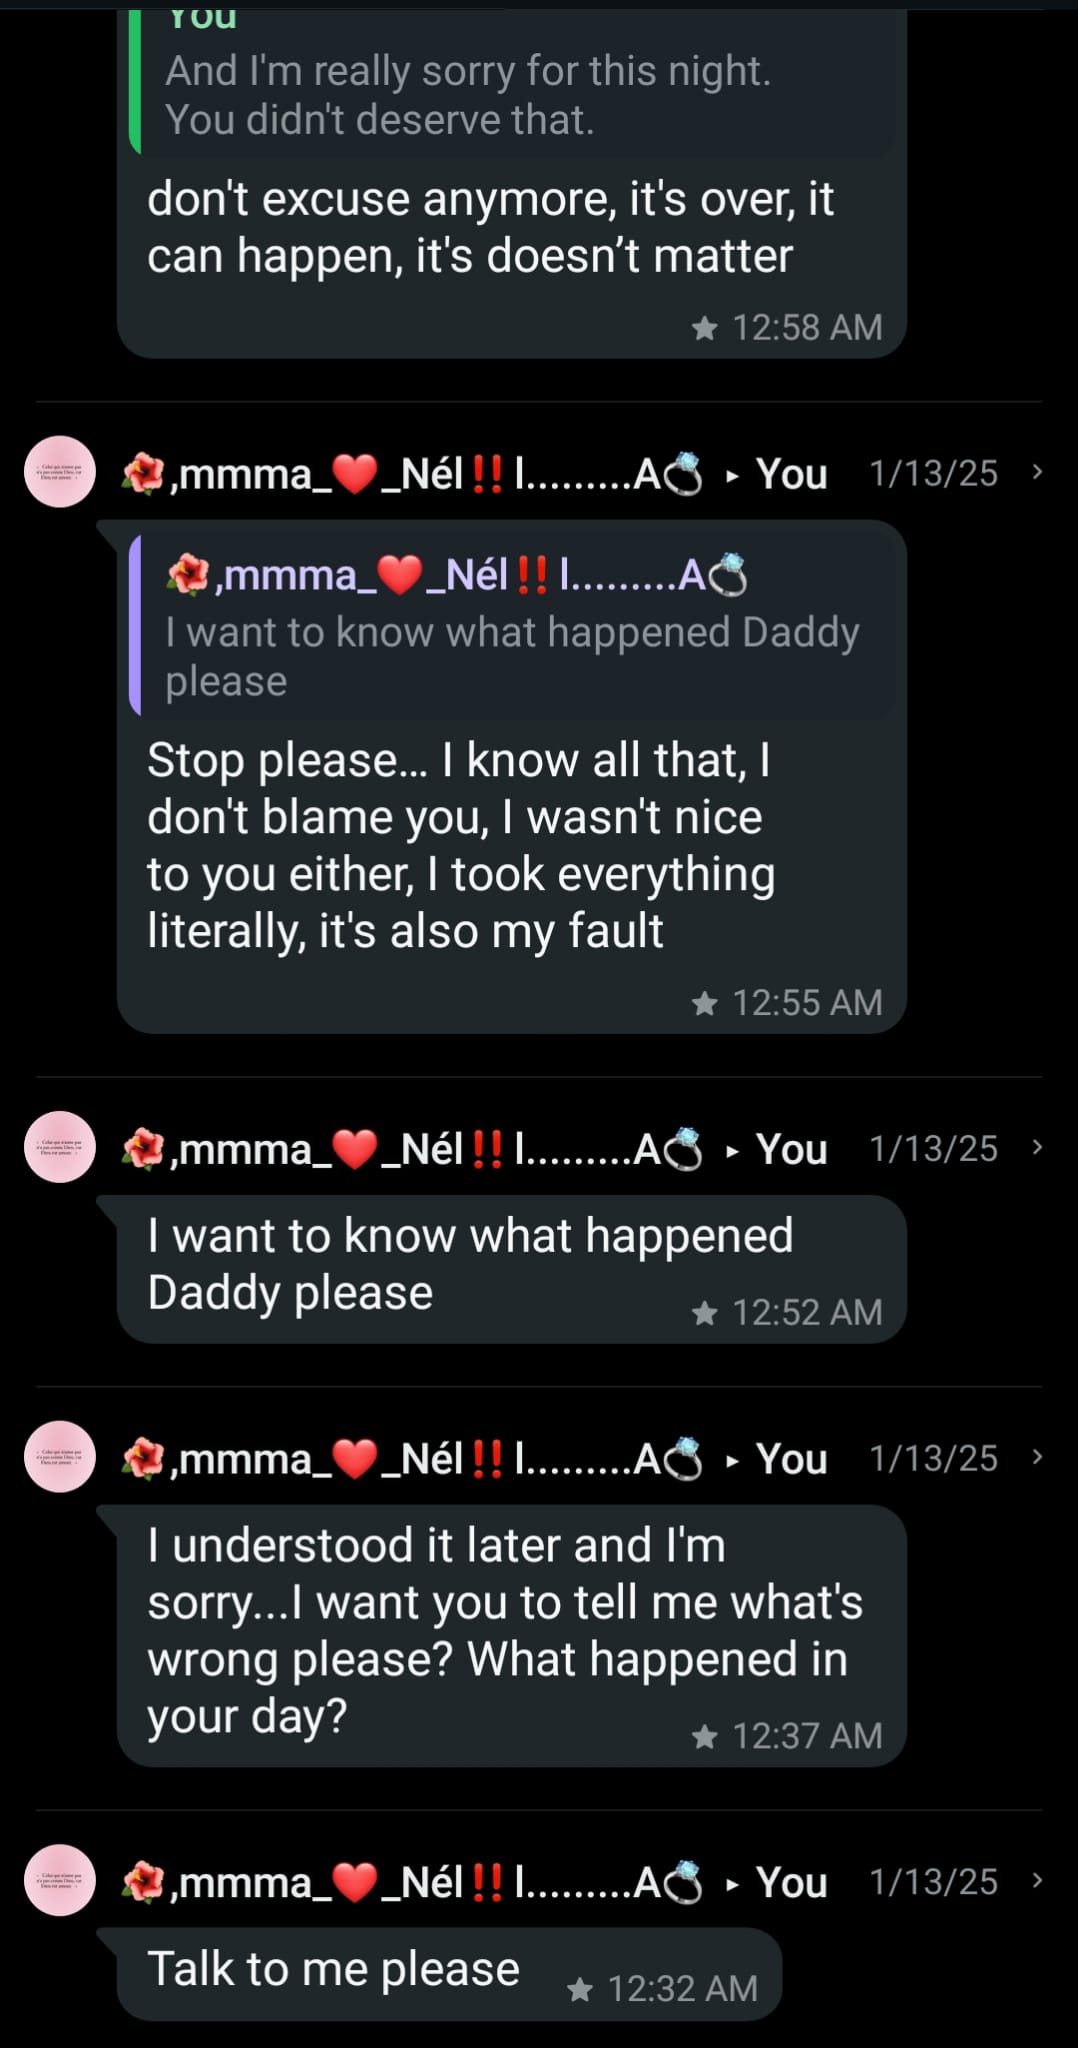 You
And I'm really sorry for this night.
You didn't deserve that.
don't excuse anymore, it's over, it
can happen, it's doesn’t matter
★ 12:58 AM
🌺,mmma_❤️_Nél‼️l.........A💍 ▸ You 1/13/25 ›
🌺,mmma_❤️_Nél‼️l.........A💍
I want to know what happened Daddy
please
Stop please... I know all that, I
don't blame you, I wasn't nice
to you either, I took everything
literally, it's also my fault
★ 12:55 AM
🌺,mmma_❤️_Nél‼️l.........A💍 ▸ You 1/13/25 ›
I want to know what happened
Daddy please
★ 12:52 AM
🌺,mmma_❤️_Nél‼️l.........A💍 ▸ You 1/13/25 ›
I understood it later and I'm
sorry...I want you to tell me what's
wrong please? What happened in
your day?
★ 12:37 AM
🌺,mmma_❤️_Nél‼️l.........A💍 ▸ You 1/13/25 ›
Talk to me please
★ 12:32 AM